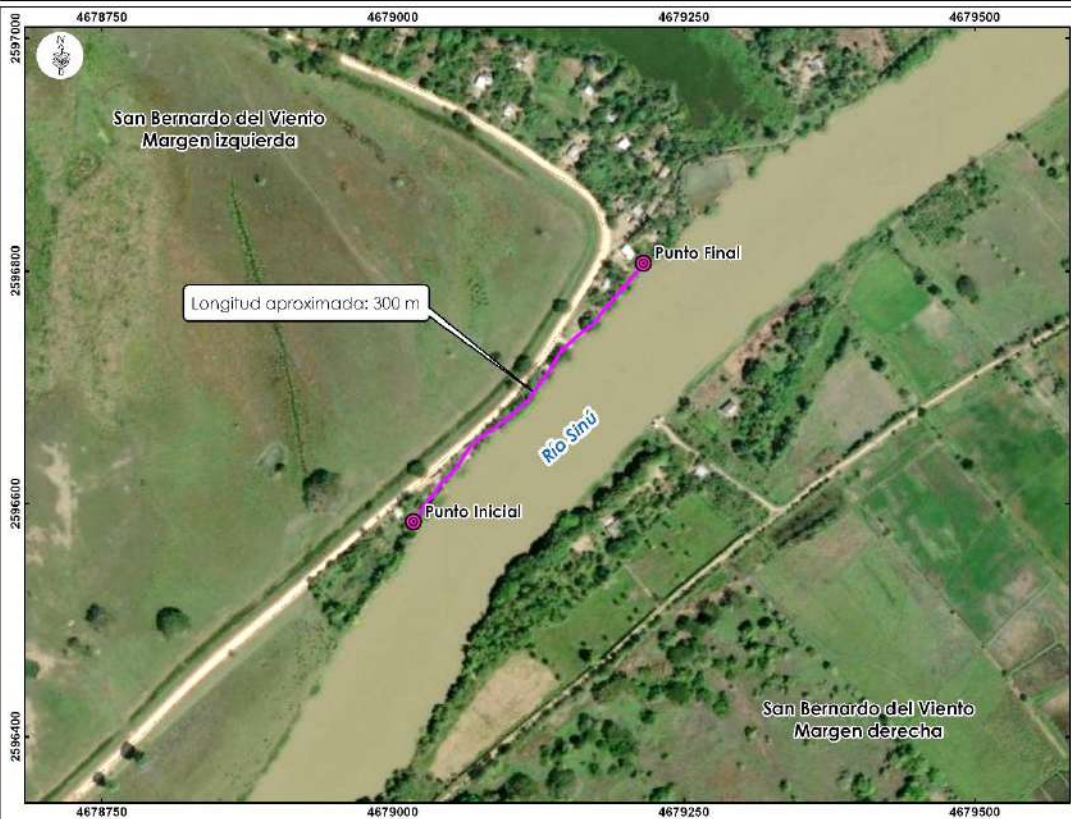 4678750 4679000 4679250 4679500
2597000
San Bernardo del Viento
Margen izquierda
2596800
Punto Final
Longitud aproximada: 300 m
Río Sinú
2596600
Punto Inicial
San Bernardo del Viento
Margen derecha
2596400
4678750 4679000 4679250 4679500